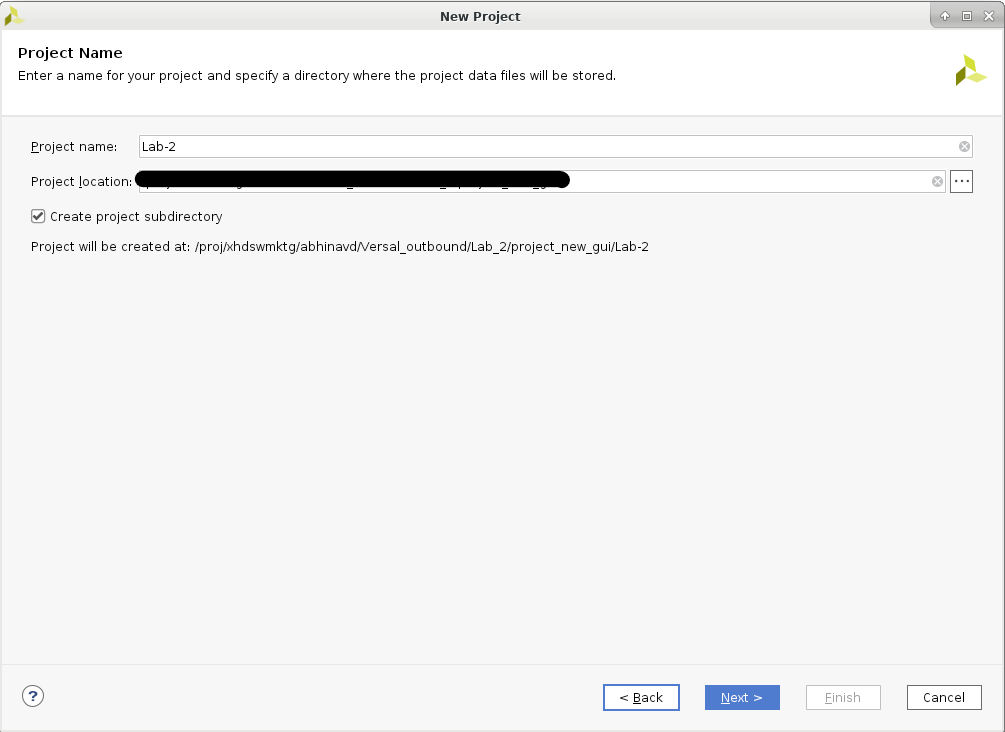 New Project
Project Name
Enter a name for your project and specify a directory where the project data files will be stored.
Project name: Lab-2
Project location:
Create project subdirectory
Project will be created at: /proj/xhdswmktg/abhinavd/Versal_outbound/Lab_2/project_new_gui/Lab-2
? < Back Next > Finish Cancel